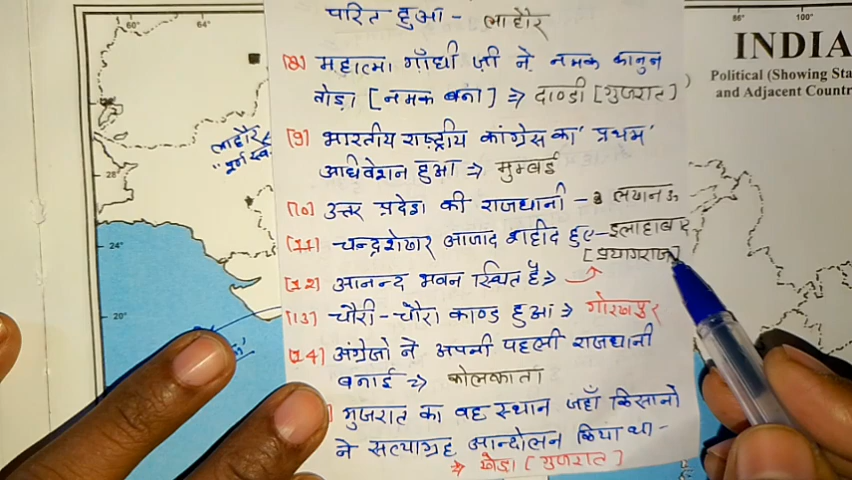 60°
88°
100°
INDIA
Political (Showing Sta
and Adjacent Countr
28°
24°
20°
लाहौर
परित हुआ - लाहौर
(8) महात्मा गाँधी जी ने नमक कानुन
तोड़ा [नमक बना] ⇒ दाण्डी [गुजरात]
[9] भारतीय राष्ट्रीय कांग्रेस का 'प्रथम'
अधिवेशन हुआ ⇒ मुम्बई
[10] उत्तर प्रदेश की राजधानी - लखनऊ
[11] चन्द्रशेखर आजाद शहीद हुए - इलाहाबाद
[प्रयागराज]
[12] आनन्द भवन स्थित है ⇒
[13] चौरी-चौरा काण्ड हुआ ⇒ गोरखपुर
[14] अंग्रेजो ने अपनी पहली राजधानी
बनाई ⇒ कोलकाता
] गुजरात का वह स्थान जहाँ किसानो
ने सत्याग्रह आन्दोलन किया था -
⇒ खेडा [गुजरात]